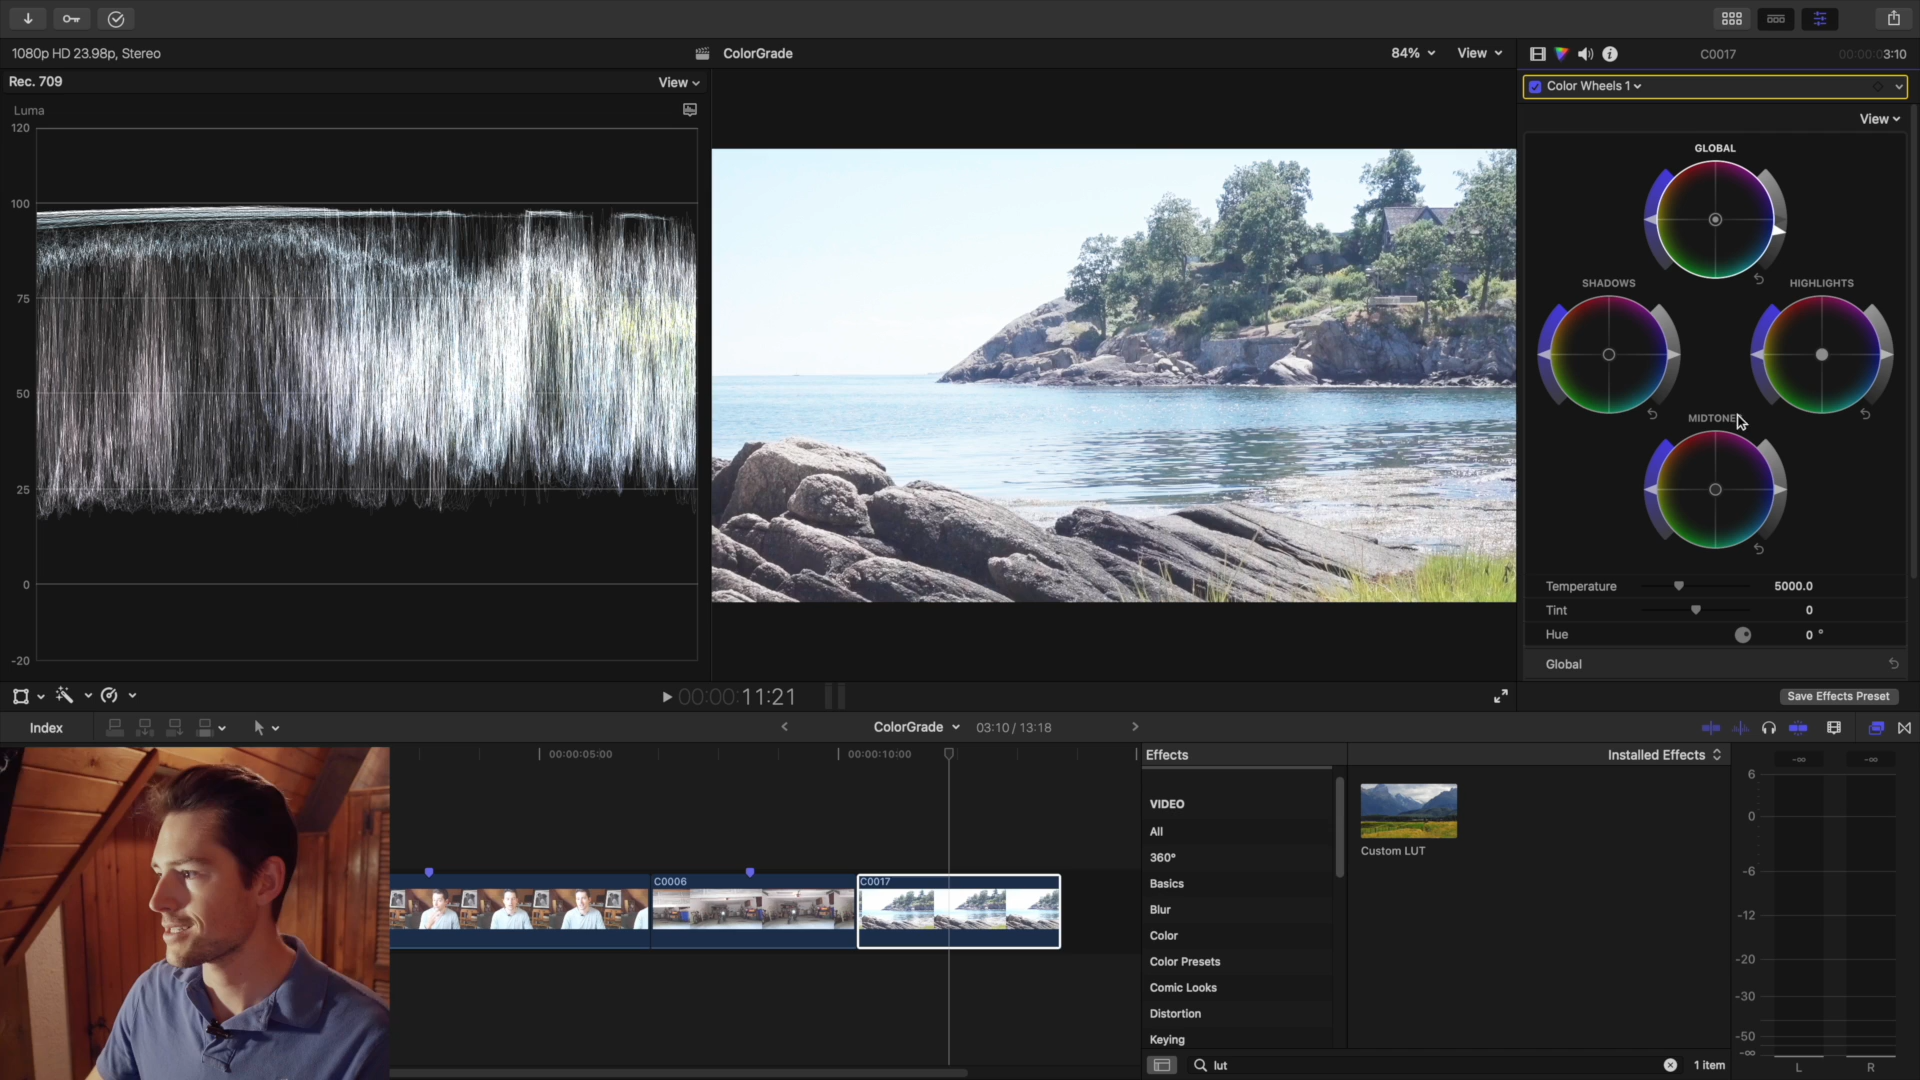 1080p HD 23.98p, Stereo
ColorGrade
84%
View
C0017
00:00:03:10
Rec. 709
View
Color Wheels 1
Luma
View
120
100
75
50
25
0
-20
GLOBAL
SHADOWS
HIGHLIGHTS
MIDTONE
Temperature
5000.0
Tint
0
Hue
0 °
Global
00:00:11:21
Save Effects Preset
Index
ColorGrade
03:10 / 13:18
00:00:05:00
00:00:10:00
Effects
Installed Effects
VIDEO
All
360°
Basics
Blur
Color
Color Presets
Comic Looks
Distortion
Keying
Custom LUT
C0006
C0017
lut
1 item
-∞
-∞
6
0
-6
-12
-20
-30
-50
-∞
L
R